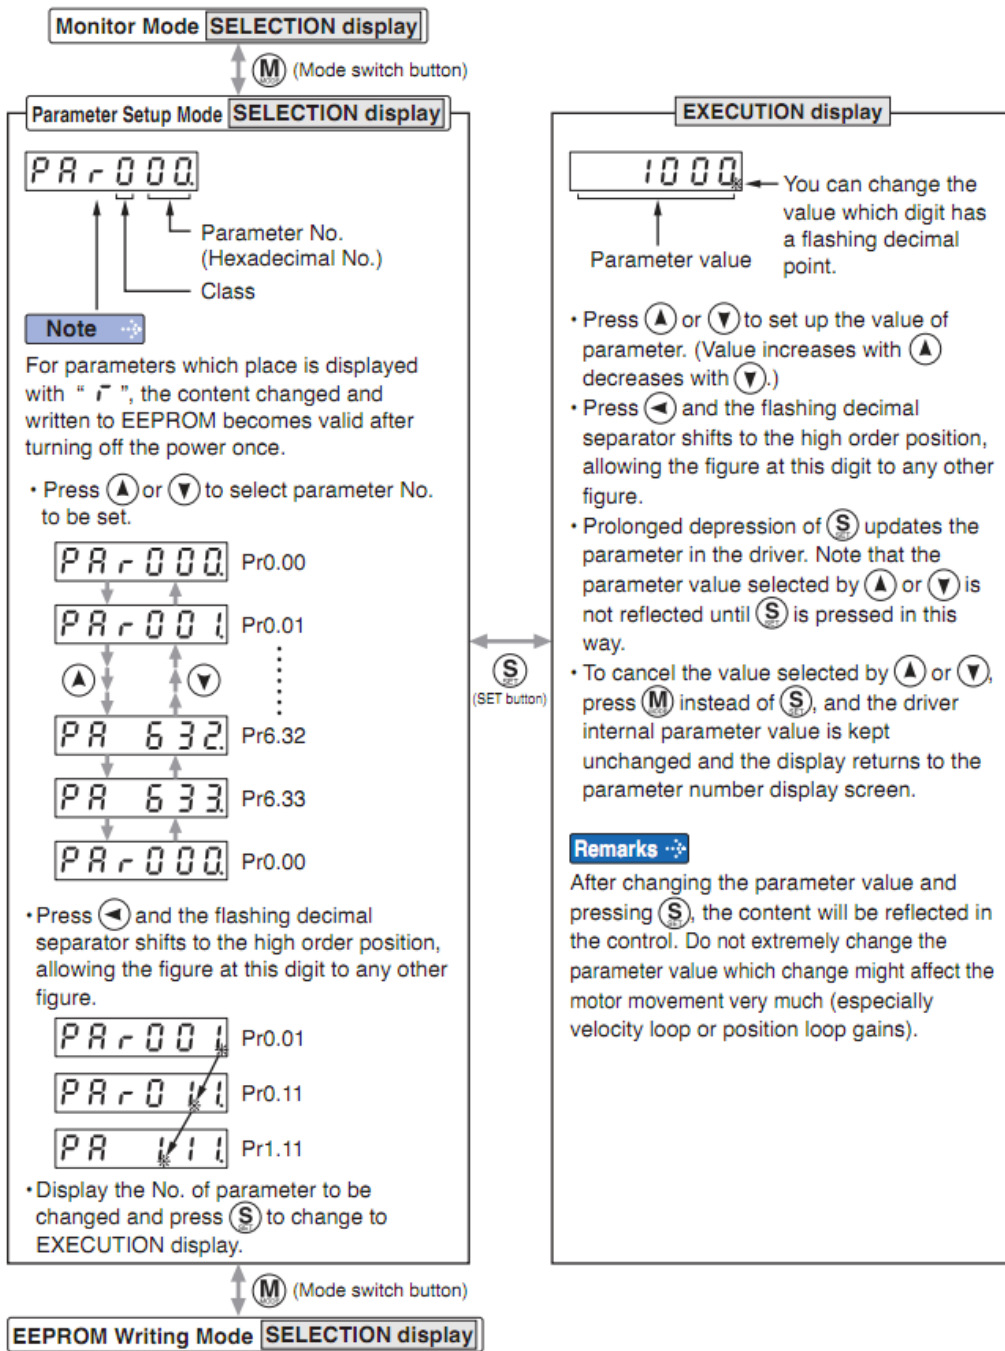 Monitor Mode SELECTION display
M MODE (Mode switch button)
Parameter Setup Mode SELECTION display
PAr000.
Parameter No.
(Hexadecimal No.)
Class
Note
For parameters which place is displayed
with “ r ”, the content changed and
written to EEPROM becomes valid after
turning off the power once.
• Press ▲ or ▼ to select parameter No.
to be set.
PAr000. Pr0.00
PAr001. Pr0.01
▲ ▼
PA 632. Pr6.32
PA 633. Pr6.33
PAr000. Pr0.00
• Press ◀ and the flashing decimal
separator shifts to the high order position,
allowing the figure at this digit to any other
figure.
PAr001. Pr0.01
PAr01.1. Pr0.11
PA 1.11. Pr1.11
• Display the No. of parameter to be
changed and press S SET to change to
EXECUTION display.
S SET
(SET button)
EXECUTION display
1000.
You can change the
value which digit has
a flashing decimal
point.
Parameter value
• Press ▲ or ▼ to set up the value of
parameter. (Value increases with ▲
decreases with ▼.)
• Press ◀ and the flashing decimal
separator shifts to the high order position,
allowing the figure at this digit to any other
figure.
• Prolonged depression of S SET updates the
parameter in the driver. Note that the
parameter value selected by ▲ or ▼ is
not reflected until S SET is pressed in this
way.
• To cancel the value selected by ▲ or ▼,
press M MODE instead of S SET, and the driver
internal parameter value is kept
unchanged and the display returns to the
parameter number display screen.
Remarks
After changing the parameter value and
pressing S SET, the content will be reflected in
the control. Do not extremely change the
parameter value which change might affect the
motor movement very much (especially
velocity loop or position loop gains).
M MODE (Mode switch button)
EEPROM Writing Mode SELECTION display